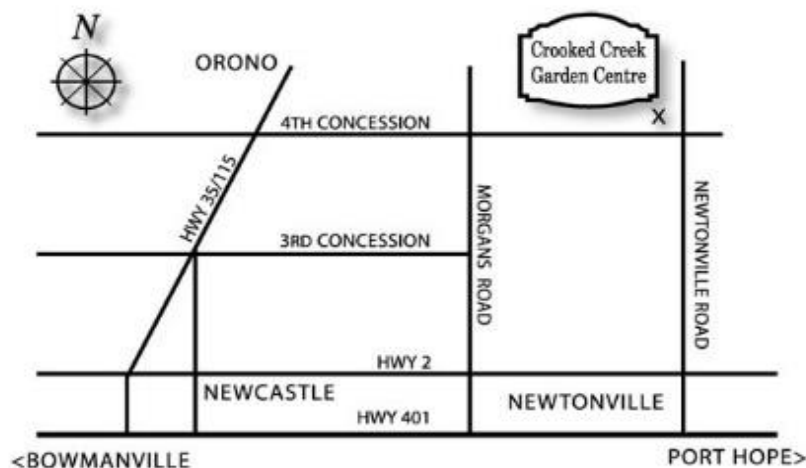 N
ORONO
Crooked Creek
Garden Centre
X
4TH CONCESSION
HWY 35/115
3RD CONCESSION
MORGANS ROAD
NEWTONVILLE ROAD
HWY 2
NEWCASTLE
NEWTONVILLE
HWY 401
<BOWMANVILLE
PORT HOPE>